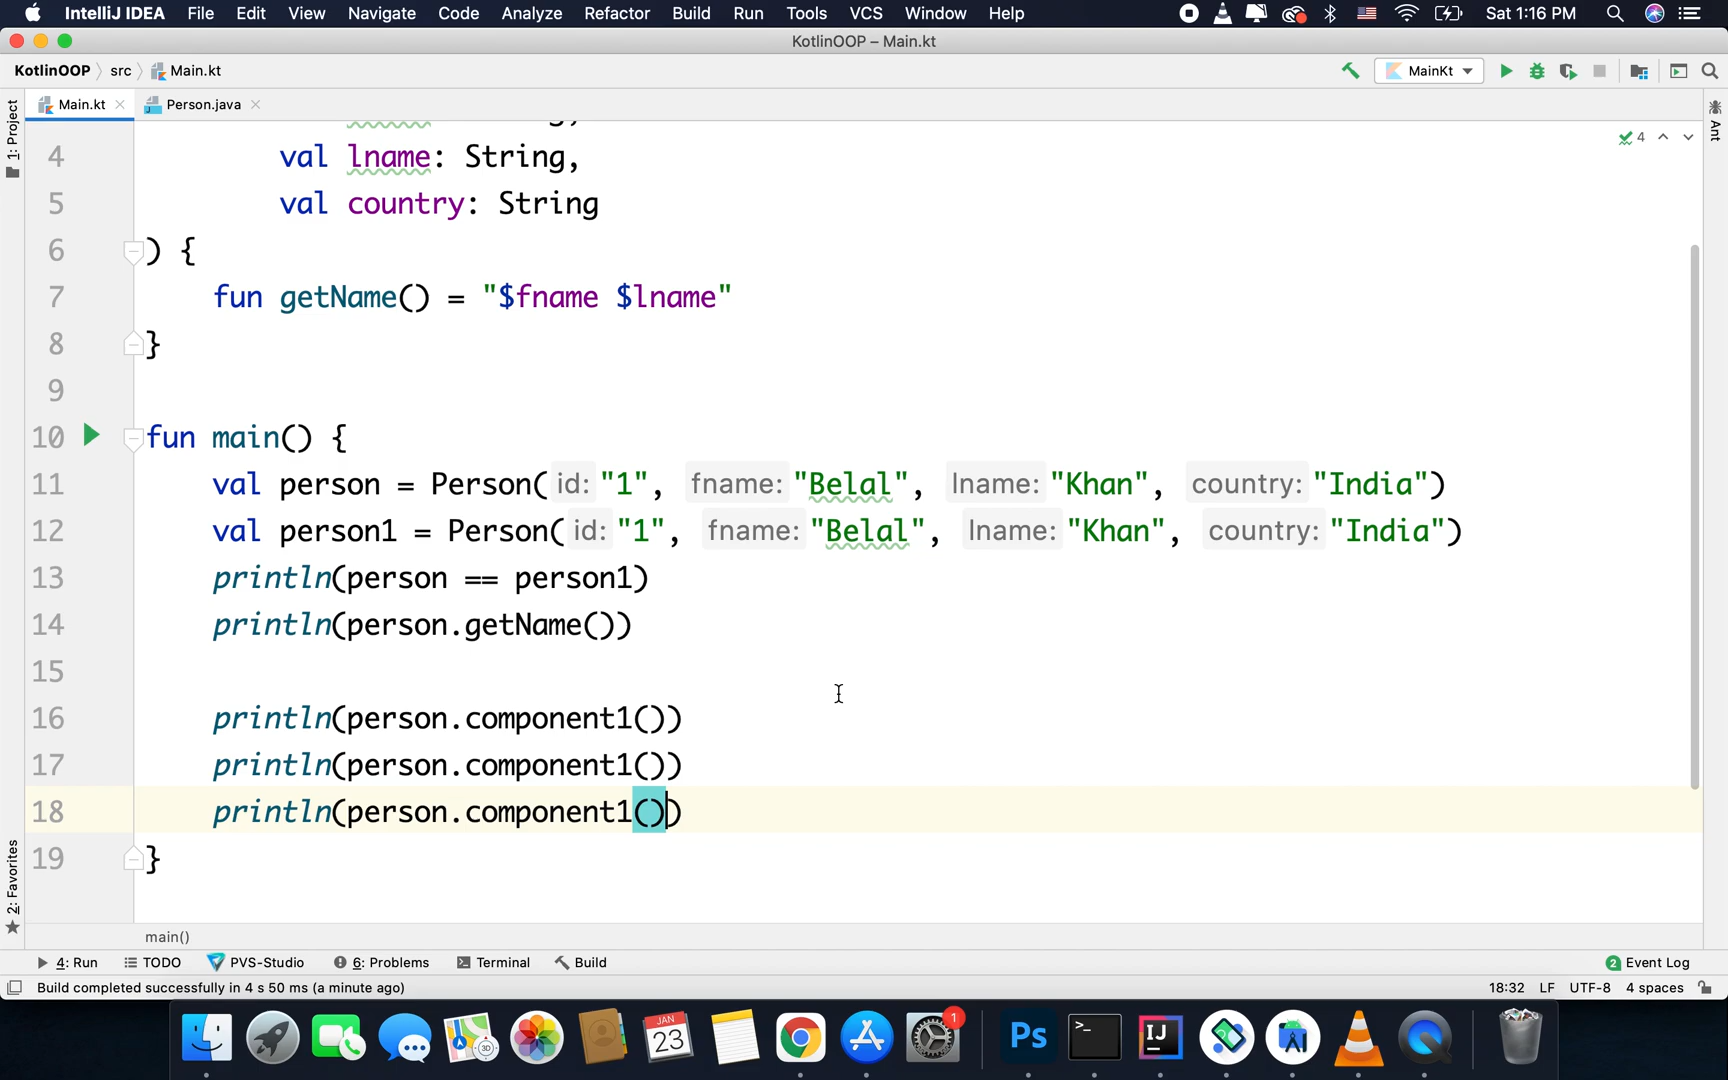 IntelliJ IDEA File Edit View Navigate Code Analyze Refactor Build Run Tools VCS Window Help Sat 1:16 PM
KotlinOOP – Main.kt
KotlinOOP src Main.kt MainKt
Main.kt Person.java
1: Project
Ant
4
4 val lname: String,
5 val country: String
6 ) {
7 fun getName() = "$fname $lname"
8 }
9
10 fun main() {
11 val person = Person( id: "1", fname: "Belal", lname: "Khan", country: "India")
12 val person1 = Person( id: "1", fname: "Belal", lname: "Khan", country: "India")
13 println(person == person1)
14 println(person.getName())
15
16 println(person.component1())
17 println(person.component1())
18 println(person.component1())
19 }
2: Favorites
main()
4: Run TODO PVS-Studio 6: Problems Terminal Build 2 Event Log
Build completed successfully in 4 s 50 ms (a minute ago) 18:32 LF UTF-8 4 spaces
JAN
23
3D
1
Ps
>_
IJ